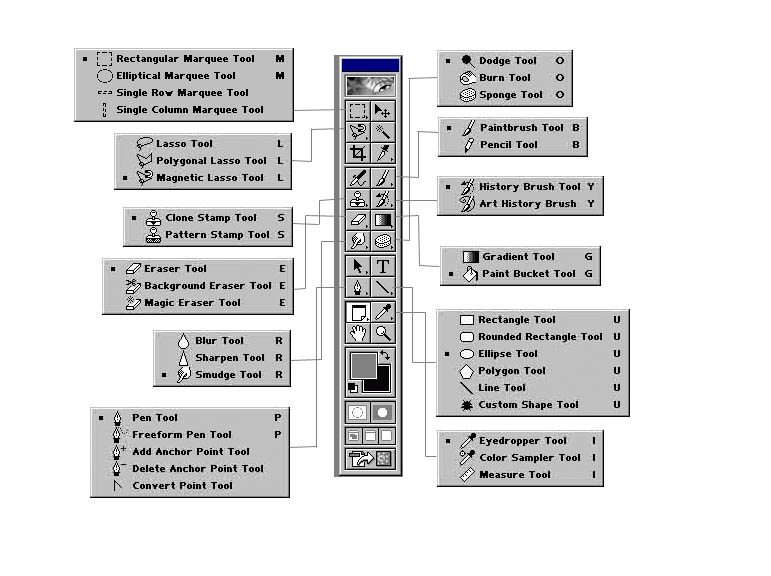 Rectangular Marquee Tool M
Elliptical Marquee Tool M
Single Row Marquee Tool
Single Column Marquee Tool
Lasso Tool L
Polygonal Lasso Tool L
Magnetic Lasso Tool L
Clone Stamp Tool S
Pattern Stamp Tool S
Eraser Tool E
Background Eraser Tool E
Magic Eraser Tool E
Blur Tool R
Sharpen Tool R
Smudge Tool R
Pen Tool P
Freeform Pen Tool P
Add Anchor Point Tool
Delete Anchor Point Tool
Convert Point Tool
T
Dodge Tool O
Burn Tool O
Sponge Tool O
Paintbrush Tool B
Pencil Tool B
History Brush Tool Y
Art History Brush Y
Gradient Tool G
Paint Bucket Tool G
Rectangle Tool U
Rounded Rectangle Tool U
Ellipse Tool U
Polygon Tool U
Line Tool U
Custom Shape Tool U
Eyedropper Tool I
Color Sampler Tool I
Measure Tool I